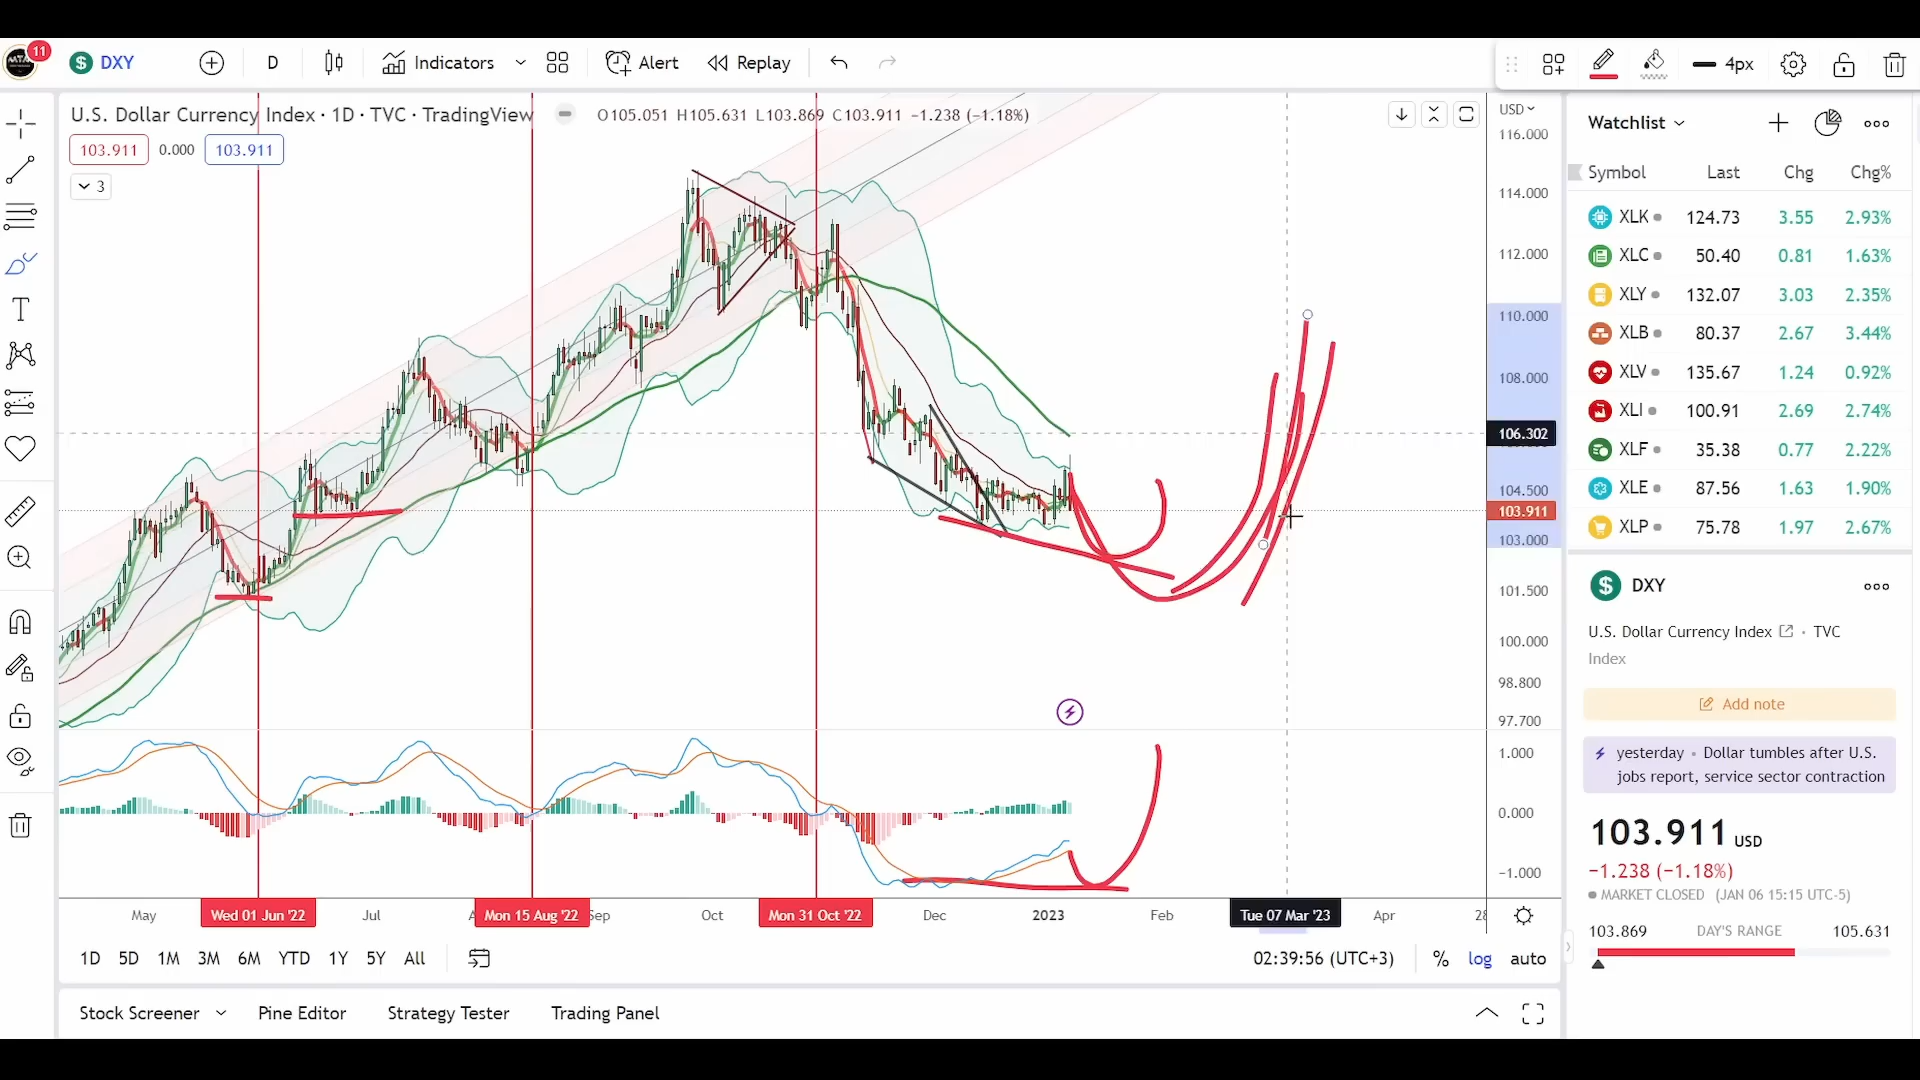 11
DXY
D
Indicators
Alert
Replay
4px
U.S. Dollar Currency Index · 1D · TVC · TradingView
O105.051 H105.631 L103.869 C103.911 −1.238 (−1.18%)
103.911 0.000 103.911
3
USD
116.000
114.000
112.000
110.000
108.000
106.302
104.500
103.911
103.000
101.500
100.000
98.800
97.700
1.000
0.000
−1.000
May
Wed 01 Jun '22
Jul
Mon 15 Aug '22
Sep
Oct
Mon 31 Oct '22
Dec
2023
Feb
Tue 07 Mar '23
Apr
1D 5D 1M 3M 6M YTD 1Y 5Y All
02:39:56 (UTC+3)
% log auto
Stock Screener
Pine Editor
Strategy Tester
Trading Panel
Watchlist
Symbol Last Chg Chg%
XLK 124.73 3.55 2.93%
XLC 50.40 0.81 1.63%
XLY 132.07 3.03 2.35%
XLB 80.37 2.67 3.44%
XLV 135.67 1.24 0.92%
XLI 100.91 2.69 2.74%
XLF 35.38 0.77 2.22%
XLE 87.56 1.63 1.90%
XLP 75.78 1.97 2.67%
DXY
U.S. Dollar Currency Index · TVC
Index
Add note
yesterday · Dollar tumbles after U.S.
jobs report, service sector contraction
103.911 USD
−1.238 (−1.18%)
MARKET CLOSED (JAN 06 15:15 UTC-5)
103.869 DAY'S RANGE 105.631